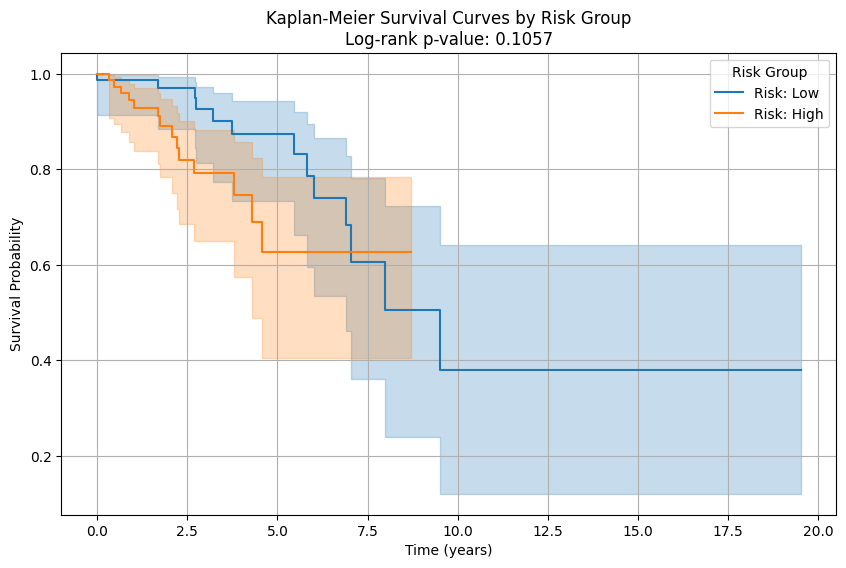 Kaplan-Meier Survival Curves by Risk Group
Log-rank p-value: 0.1057
Risk Group
Risk: Low
Risk: High
Survival Probability
1.0
0.8
0.6
0.4
0.2
0.0 2.5 5.0 7.5 10.0 12.5 15.0 17.5 20.0
Time (years)